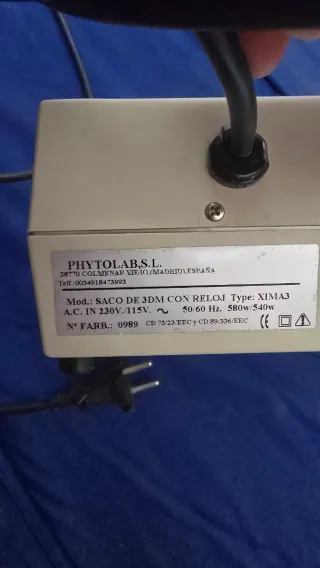 PHYTOLAB,S.L.
28770 COLMENAR VIEJO,(MADRID),ESPAÑA
Telf:0034918473993
Mod.: SACO DE 3DM CON RELOJ Type: XIMA3
A.C. IN 230V./115V. ~ 50/60 Hz. 580w/540w
Nº FARB.: 0989 CD 73/23/EEC y CD 89/336/EEC CE